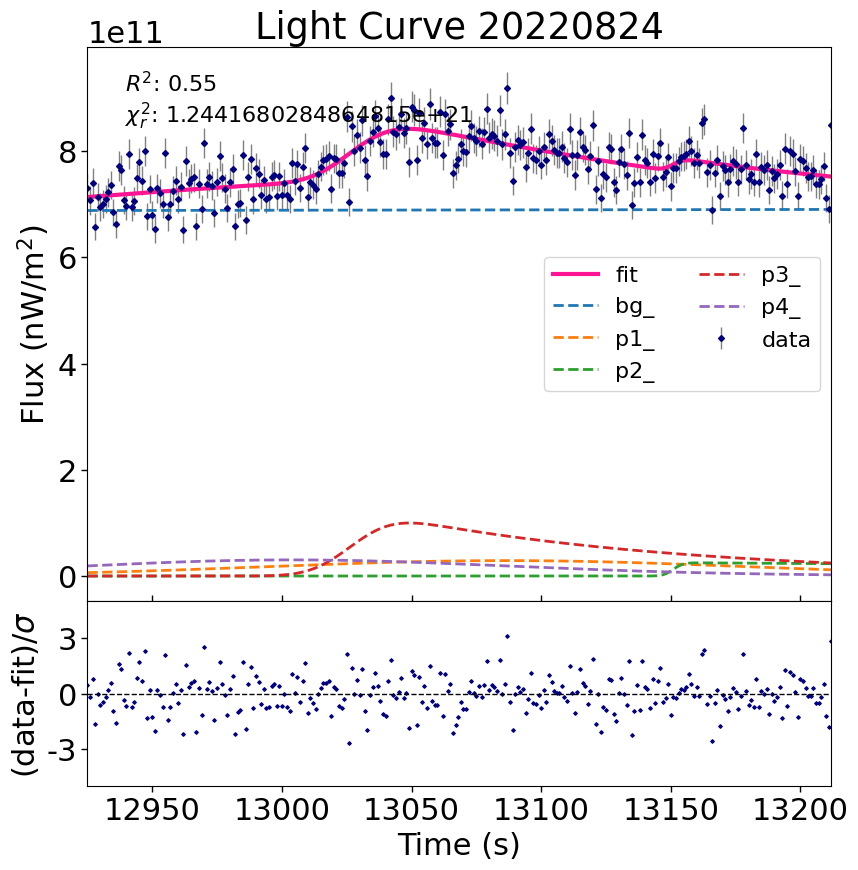 Light Curve 20220824
1e11
R²: 0.55
χ²ᵣ: 1.2441680284864815e+21
8
6
4
2
0
Flux (nW/m²)
fit
bg_
p1_
p2_
p3_
p4_
data
3
0
-3
(data-fit)/σ
12950 13000 13050 13100 13150 13200
Time (s)